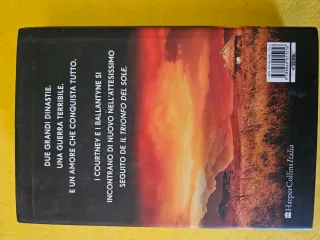 DUE GRANDI DINASTIE.
UNA GUERRA TERRIBILE.
E UN AMORE CHE CONQUISTA TUTTO.
I COURTNEY E I BALLANTYNE SI
INCONTRANO DI NUOVO NELL'ATTESISSIMO
SEGUITO DE IL TRIONFO DEL SOLE.
HarperCollins Italia